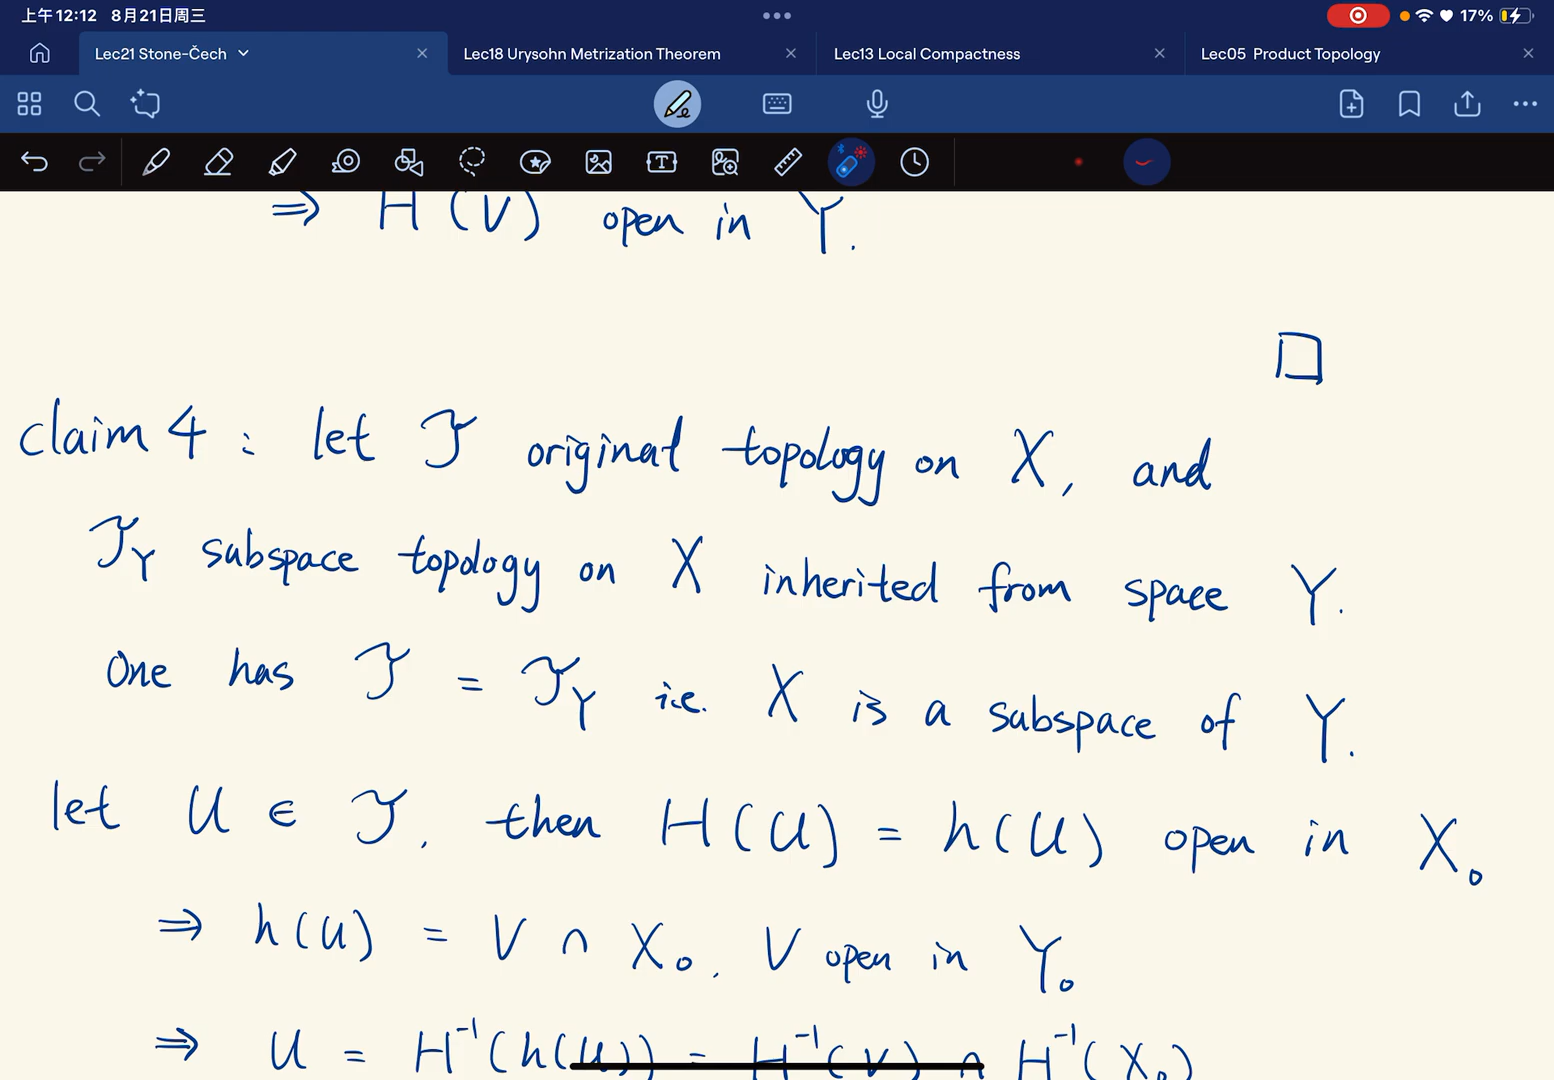 上午12:12 8月21日周三 17%
Lec21 Stone-Čech Lec18 Urysohn Metrization Theorem Lec13 Local Compactness Lec05 Product Topology
⇒ H(V) open in Y.
□
claim 4 : let 𝒯 original topology on X, and
𝒯_Y subspace topology on X inherited from space Y.
One has 𝒯 = 𝒯_Y i.e. X is a subspace of Y.
let U ∈ 𝒯, then H(U) = h(U) open in X₀
⇒ h(U) = V ∩ X₀, V open in Y₀
⇒ U = H⁻¹(h(U)) = H⁻¹(V) ∩ H⁻¹(X₀)